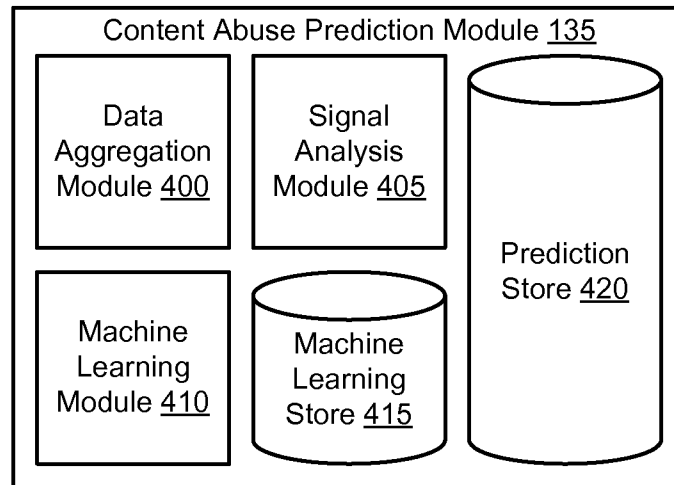 Content Abuse Prediction Module 135
Data
Aggregation
Module 400
Signal
Analysis
Module 405
Prediction
Store 420
Machine
Learning
Module 410
Machine
Learning
Store 415